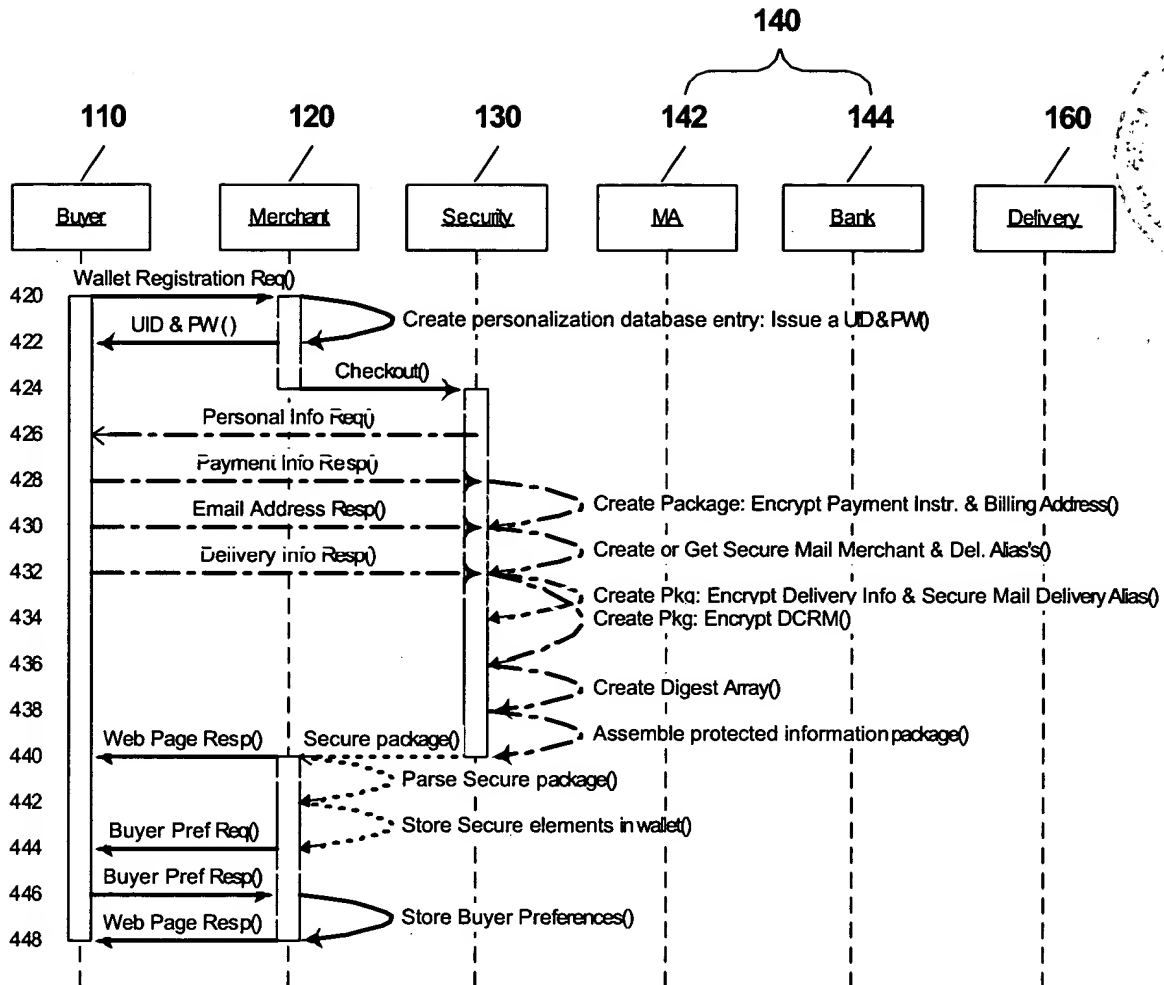 140
110 120 130 142 144 160
Buyer Merchant Security MA Bank Delivery
Wallet Registration Req()
420
UID & PW () Create personalization database entry: Issue a UID&PW()
422
Checkout()
424
Personal Info Req()
426
Payment Info Resp()
428
Create Package: Encrypt Payment Instr. & Billing Address()
Email Address Resp()
430
Create or Get Secure Mail Merchant & Del. Alias's()
Delivery info Resp()
432
Create Pkg: Encrypt Delivery Info & Secure Mail Delivery Alias()
434 Create Pkg: Encrypt DCRM()
436
Create Digest Array()
438
Web Page Resp() Secure package() Assemble protected information package()
440
Parse Secure package()
442
Store Secure elements in wallet()
Buyer Pref Req()
444
Buyer Pref Resp()
446
Store Buyer Preferences()
Web Page Resp()
448